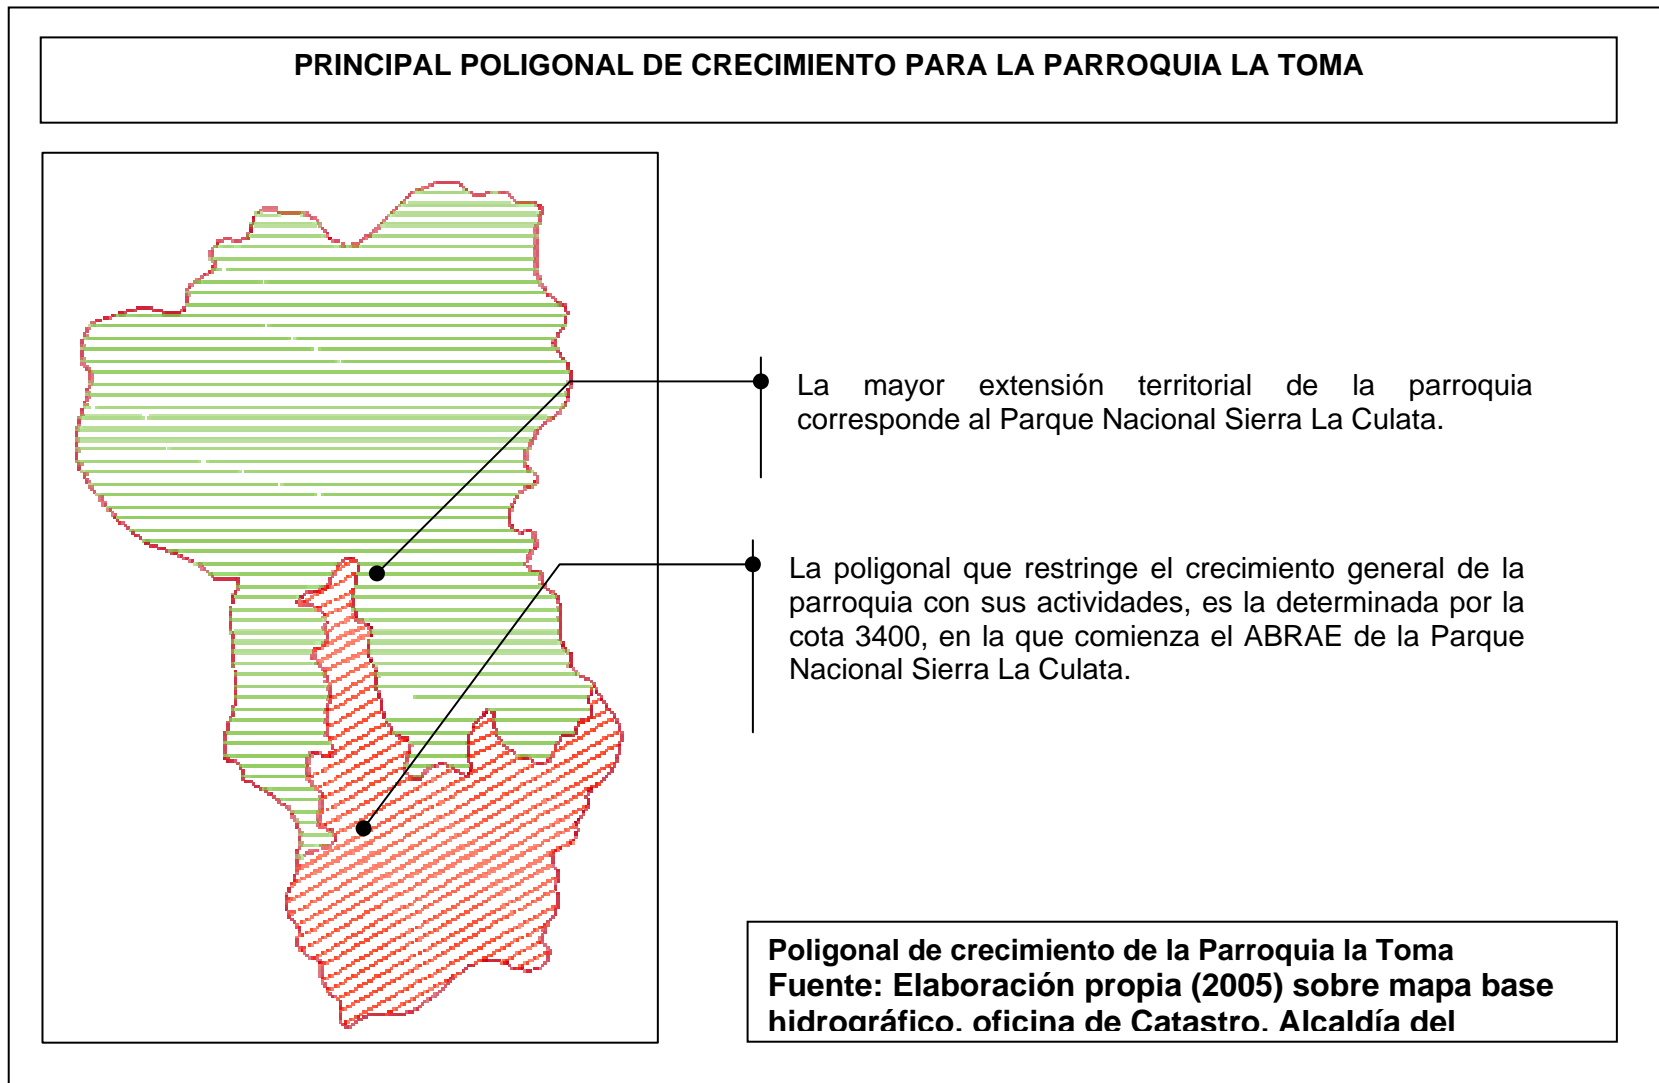 PRINCIPAL POLIGONAL DE CRECIMIENTO PARA LA PARROQUIA LA TOMA
La mayor extensión territorial de la parroquia
corresponde al Parque Nacional Sierra La Culata.
La poligonal que restringe el crecimiento general de la
parroquia con sus actividades, es la determinada por la
cota 3400, en la que comienza el ABRAE de la Parque
Nacional Sierra La Culata.
Poligonal de crecimiento de la Parroquia la Toma
Fuente: Elaboración propia (2005) sobre mapa base
hidrográfico, oficina de Catastro, Alcaldía del